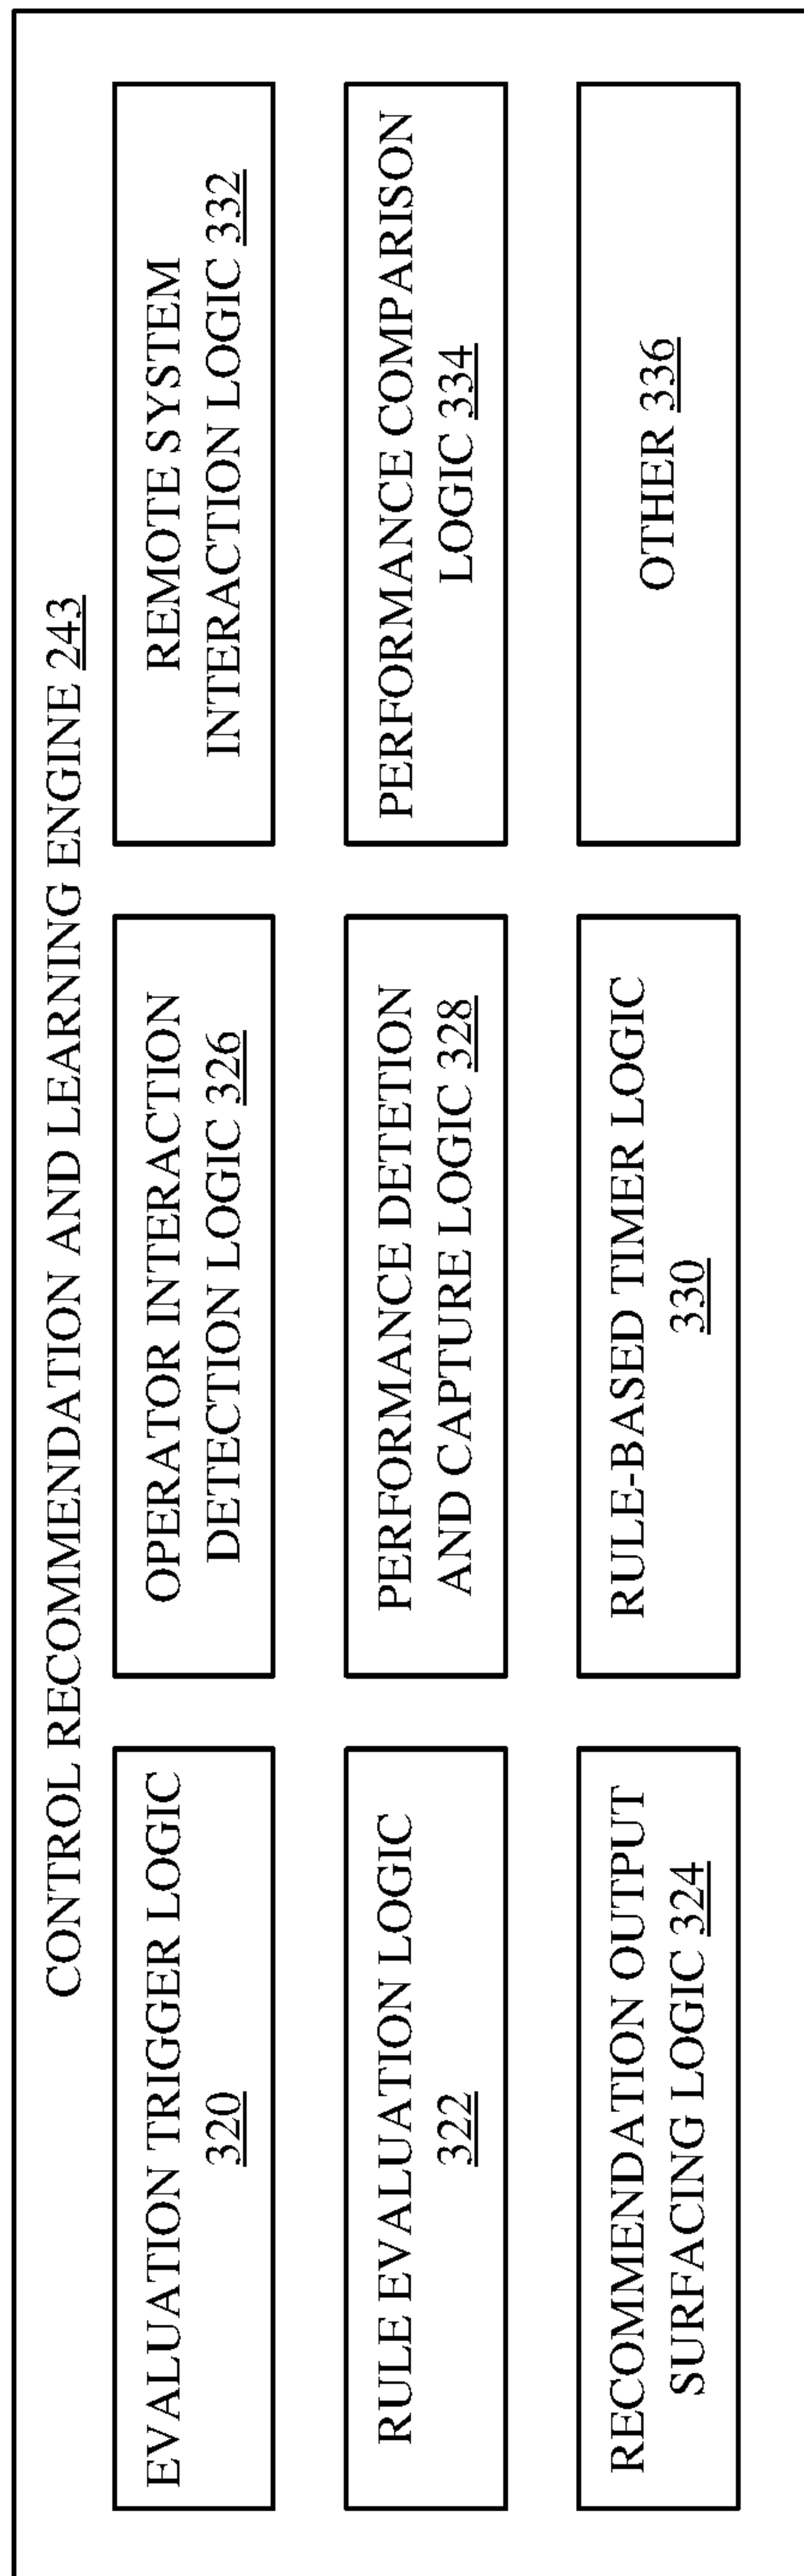 CONTROL RECOMMENDATION AND LEARNING ENGINE 243
EVALUATION TRIGGER LOGIC
320
OPERATOR INTERACTION
DETECTION LOGIC 326
REMOTE SYSTEM
INTERACTION LOGIC 332
RULE EVALUATION LOGIC
322
PERFORMANCE DETETION
AND CAPTURE LOGIC 328
PERFORMANCE COMPARISON
LOGIC 334
RECOMMENDATION OUTPUT
SURFACING LOGIC 324
RULE-BASED TIMER LOGIC
330
OTHER 336